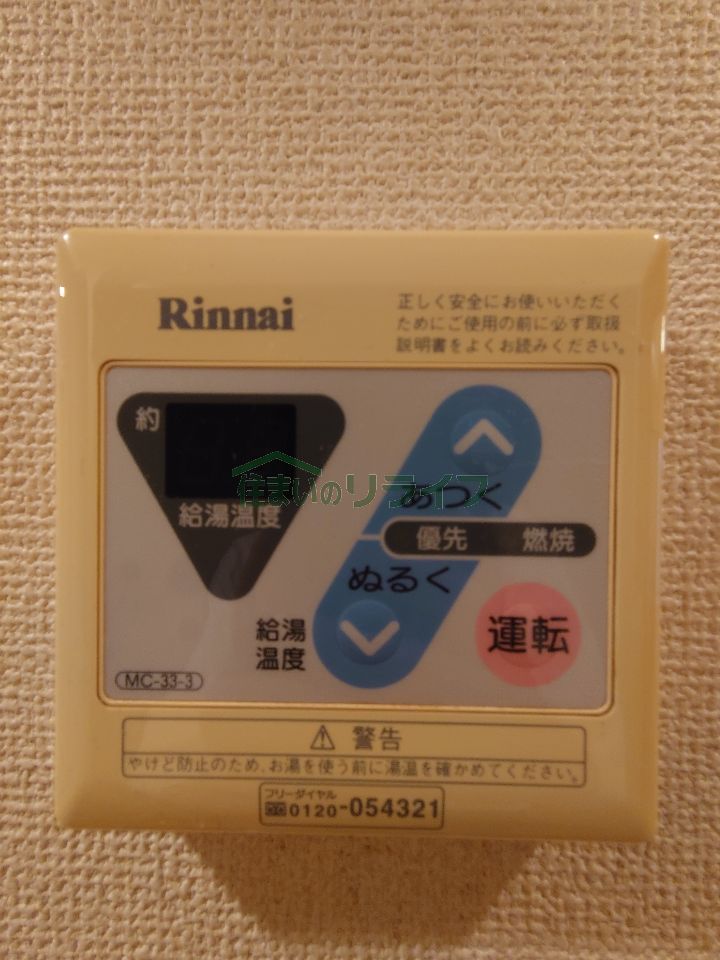 Rinnai
正しく安全にお使いいただく
ためにご使用の前に必ず取扱
説明書をよくお読みください。
約
給湯温度
住まいのリライフ
あつく
優先 燃焼
ぬるく
給湯
温度
運転
MC-33-3
⚠ 警告
やけど防止のため、お湯を使う前に湯温を確かめてください。
フリーダイヤル
0120-054321